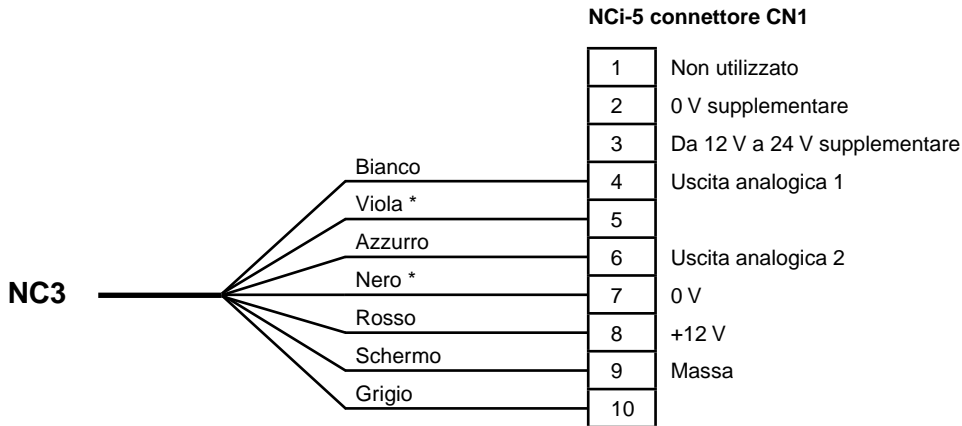 NCi-5 connettore CN1
1 Non utilizzato
2 0 V supplementare
3 Da 12 V a 24 V supplementare
Bianco 4 Uscita analogica 1
Viola * 5
Azzurro 6 Uscita analogica 2
NC3
Nero * 7 0 V
Rosso 8 +12 V
Schermo 9 Massa
Grigio 10